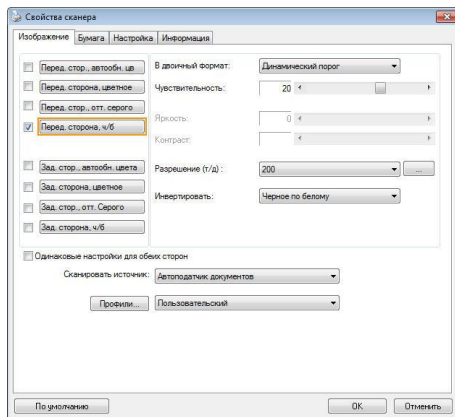 Свойства сканера
Изображение Бумага Настройка Информация
Перед. стор., автообн. цв
Перед. сторона, цветное
Перед. стор., отт. серого
Перед. сторона, ч/б
Зад. стор., автообн. цвета
Зад. сторона, цветное
Зад. стор., отт. Серого
Зад. сторона, ч/б
В двоичный формат: Динамический порог
Чувствительность: 20
Яркость: 0
Контраст:
Разрешение (т/д) : 200 ...
Инвертировать: Черное по белому
Одинаковые настройки для обеих сторон
Сканировать источник: Автоподатчик документов
Профили... Пользовательский
По умолчанию OK Отменить